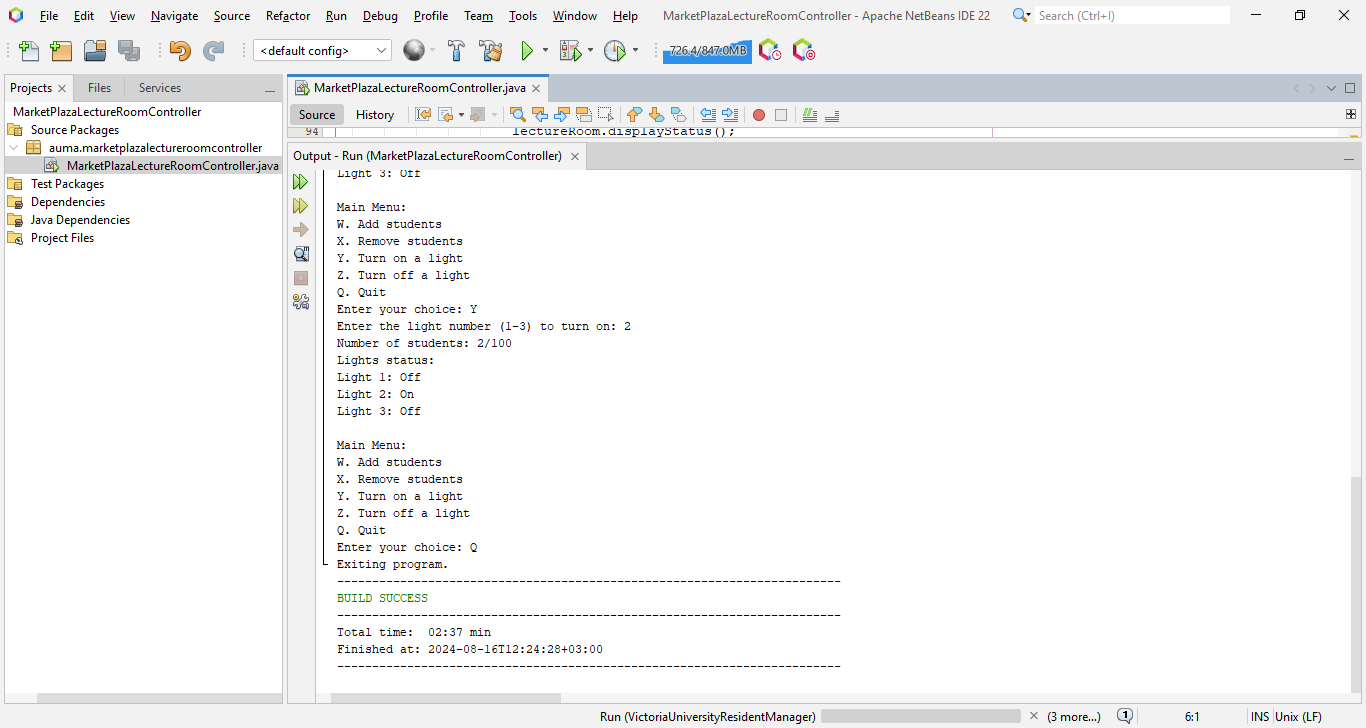 File Edit View Navigate Source Refactor Run Debug Profile Team Tools Window Help MarketPlazaLectureRoomController - Apache NetBeans IDE 22 Search (Ctrl+I)
<default config> 726.4/847.0MB
Projects Files Services
MarketPlazaLectureRoomController
Source Packages
auma.marketplazalectureroomcontroller
MarketPlazaLectureRoomController.java
Test Packages
Dependencies
Java Dependencies
Project Files
MarketPlazaLectureRoomController.java
Source History
94 lectureRoom.displayStatus();
Output - Run (MarketPlazaLectureRoomController)
Light 3: Off
Main Menu:
W. Add students
X. Remove students
Y. Turn on a light
Z. Turn off a light
Q. Quit
Enter your choice: Y
Enter the light number (1-3) to turn on: 2
Number of students: 2/100
Lights status:
Light 1: Off
Light 2: On
Light 3: Off
Main Menu:
W. Add students
X. Remove students
Y. Turn on a light
Z. Turn off a light
Q. Quit
Enter your choice: Q
Exiting program.
------------------------------------------------------------------------
BUILD SUCCESS
------------------------------------------------------------------------
Total time:  02:37 min
Finished at: 2024-08-16T12:24:28+03:00
------------------------------------------------------------------------
Run (VictoriaUniversityResidentManager) (3 more...) 1 6:1 INS Unix (LF)